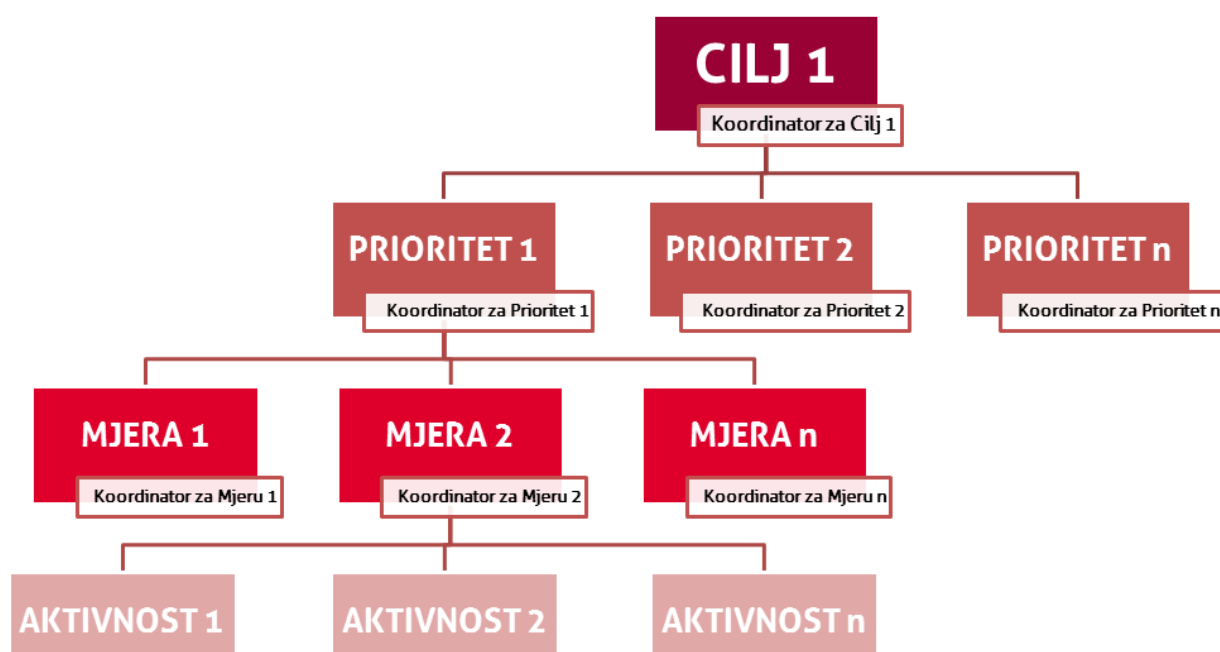 CILJ 1
Koordinator za Cilj 1
PRIORITET 1
PRIORITET 2
PRIORITET n
Koordinator za Prioritet 1
Koordinator za Prioritet 2
Koordinator za Prioritet n
MJERA 1
MJERA 2
MJERA n
Koordinator za Mjeru 1
Koordinator za Mjeru 2
Koordinator za Mjeru n
AKTIVNOST 1
AKTIVNOST 2
AKTIVNOST n